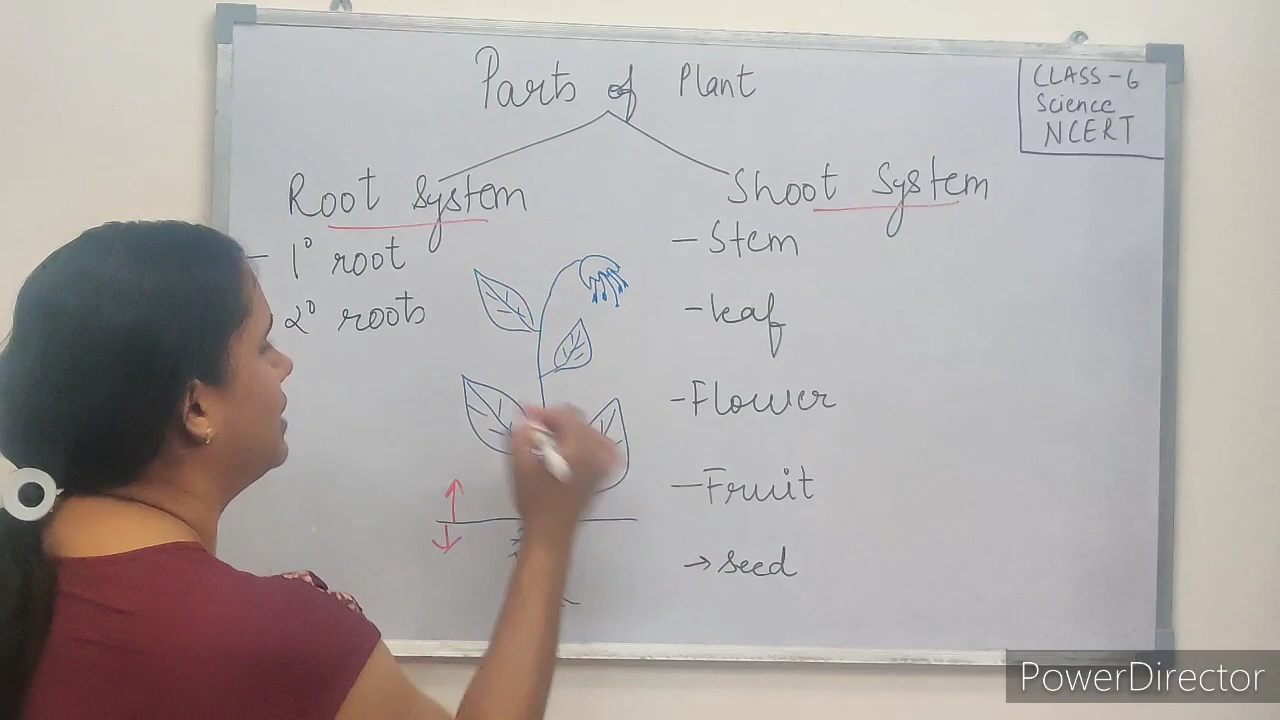 Parts of Plant
CLASS-6
Science
NCERT
Root System
- 1° root
2° roots
Shoot System
- Stem
- leaf
- Flower
- Fruit
→ seed
PowerDirector